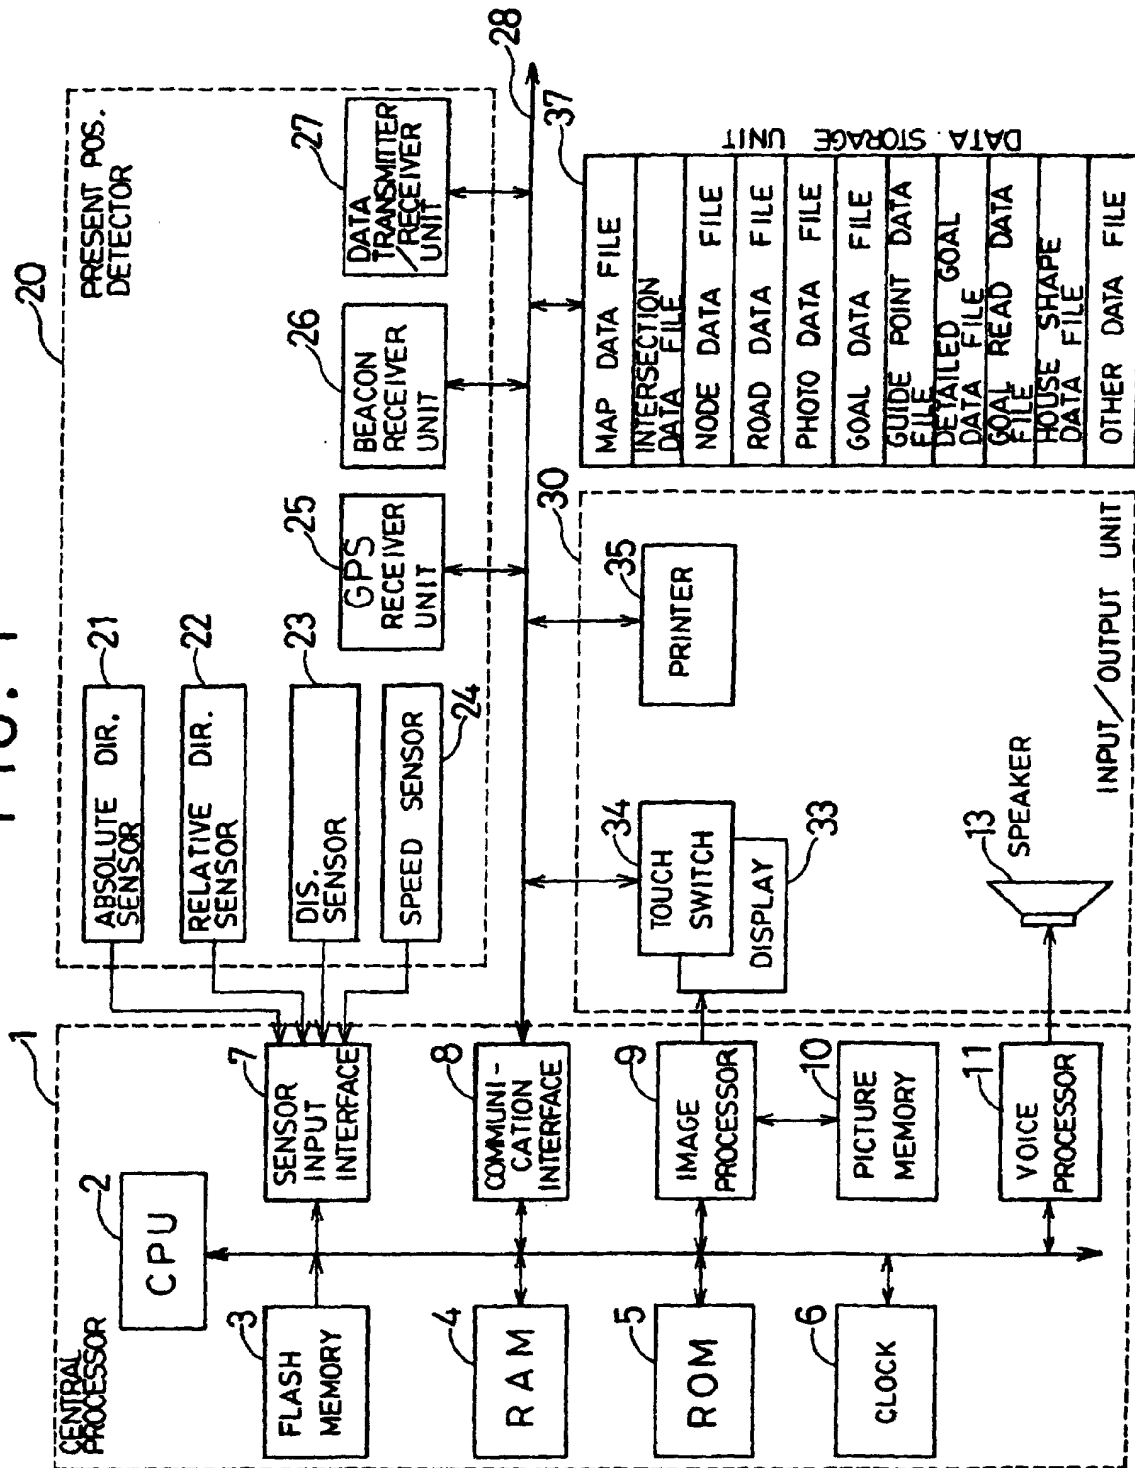 FIG. 1
1
CENTRAL
PROCESSOR
2
CPU
3
FLASH
MEMORY
4
RAM
5
ROM
6
CLOCK
7
SENSOR
INPUT
INTERFACE
8
COMMUNI-
CATION
INTERFACE
9
IMAGE
PROCESSOR
10
PICTURE
MEMORY
11
VOICE
PROCESSOR
20
PRESENT POS.
DETECTOR
21
ABSOLUTE DIR.
SENSOR
22
RELATIVE DIR.
SENSOR
23
DIS.
SENSOR
24
SPEED SENSOR
25
GPS
RECEIVER
UNIT
26
BEACON
RECEIVER
UNIT
27
DATA
TRANSMITTER
/RECEIVER
UNIT
28
30
34
TOUCH
SWITCH
33
DISPLAY
35
PRINTER
13
SPEAKER
INPUT/OUTPUT UNIT
37
MAP DATA FILE
INTERSECTION
DATA FILE
NODE DATA FILE
ROAD DATA FILE
PHOTO DATA FILE
GOAL DATA FILE
GUIDE POINT DATA
FILE
DETAILED GOAL
DATA FILE
GOAL READ DATA
FILE
HOUSE SHAPE
DATA FILE
OTHER DATA FILE
DATA STORAGE UNIT